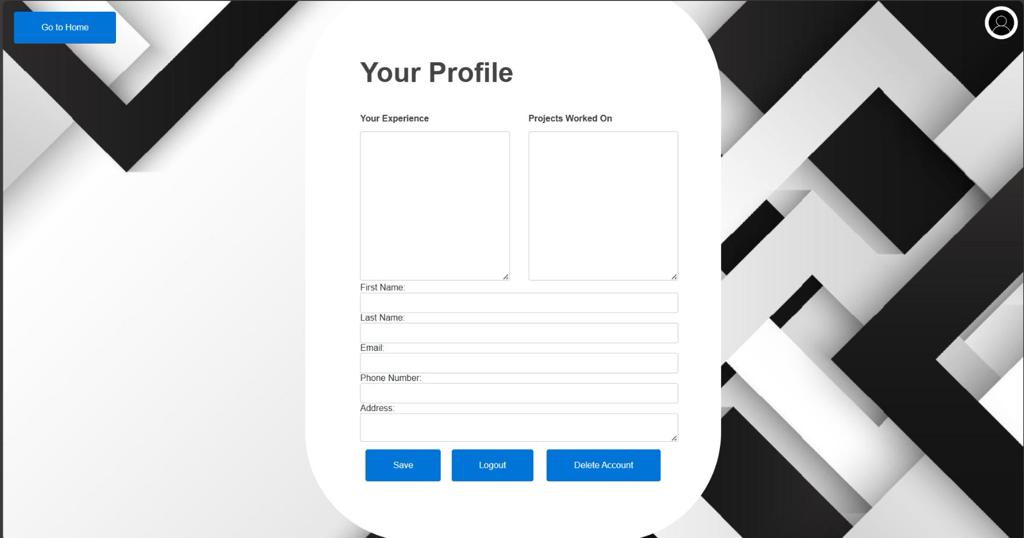 Go to Home
Your Profile
Your Experience
Projects Worked On
First Name:
Last Name:
Email:
Phone Number:
Address:
Save
Logout
Delete Account